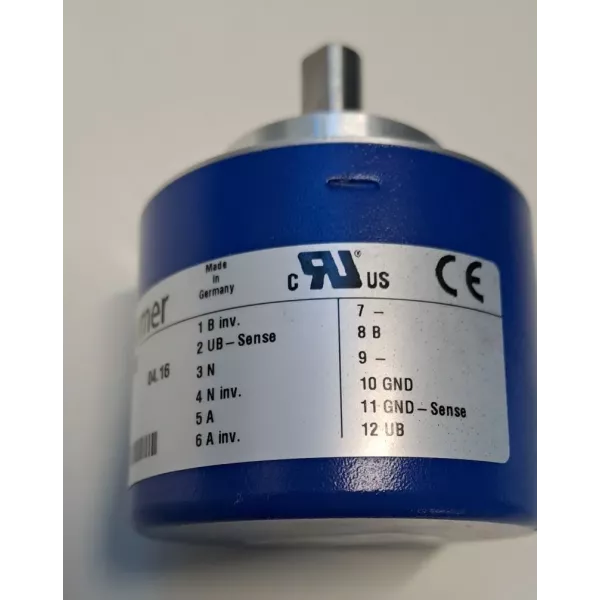 Made
in
Germany
c RU ® US CE
04.16
1 B inv.
2 UB – Sense
3 N
4 N inv.
5 A
6 A inv.
7 –
8 B
9 –
10 GND
11 GND – Sense
12 UB